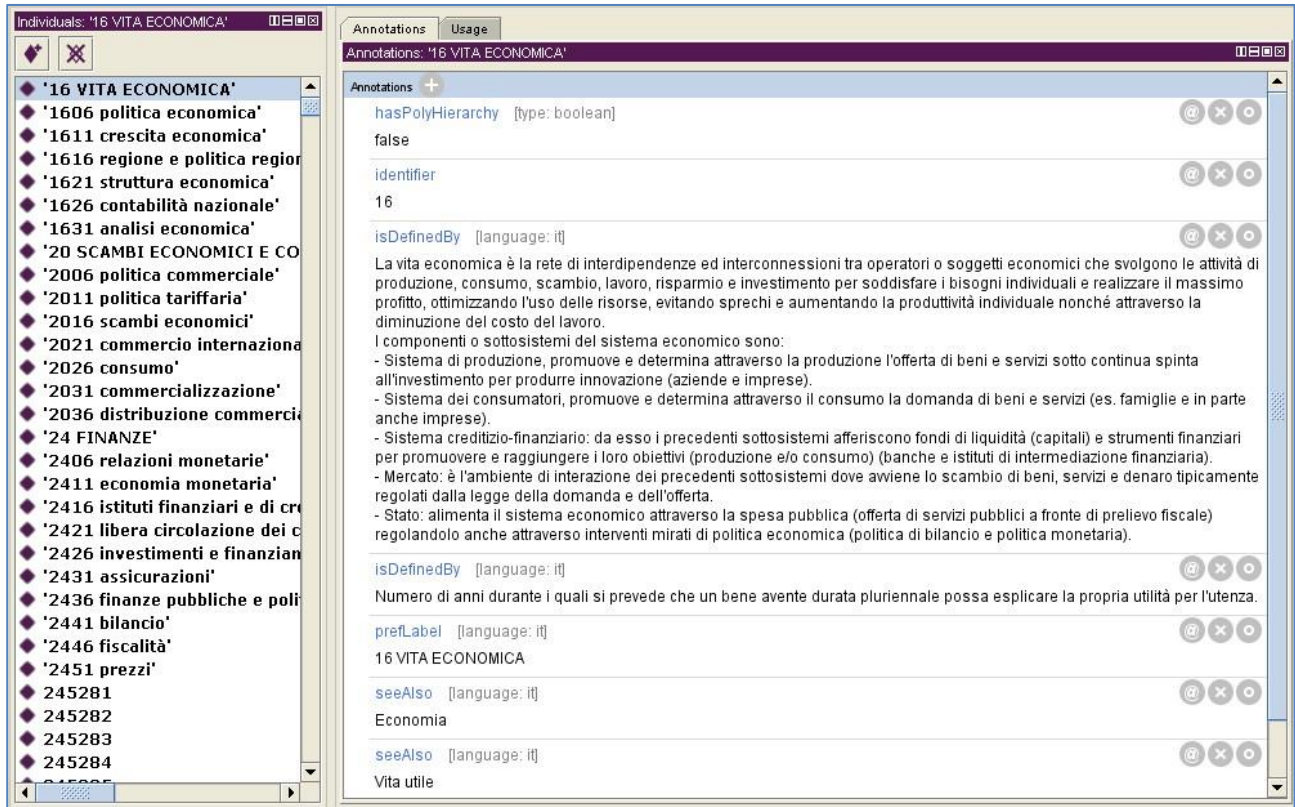 Individuals: '16 VITA ECONOMICA'
'16 VITA ECONOMICA'
'1606 politica economica'
'1611 crescita economica'
'1616 regione e politica region
'1621 struttura economica'
'1626 contabilità nazionale'
'1631 analisi economica'
'20 SCAMBI ECONOMICI E CO
'2006 politica commerciale'
'2011 politica tariffaria'
'2016 scambi economici'
'2021 commercio internaziona
'2026 consumo'
'2031 commercializzazione'
'2036 distribuzione commercia
'24 FINANZE'
'2406 relazioni monetarie'
'2411 economia monetaria'
'2416 istituti finanziari e di cre
'2421 libera circolazione dei c
'2426 investimenti e finanzian
'2431 assicurazioni'
'2436 finanze pubbliche e poli
'2441 bilancio'
'2446 fiscalità'
'2451 prezzi'
245281
245282
245283
245284
Annotations Usage
Annotations: '16 VITA ECONOMICA'
Annotations
hasPolyHierarchy [type: boolean]
false
identifier
16
isDefinedBy [language: it]
La vita economica è la rete di interdipendenze ed interconnessioni tra operatori o soggetti economici che svolgono le attività di
produzione, consumo, scambio, lavoro, risparmio e investimento per soddisfare i bisogni individuali e realizzare il massimo
profitto, ottimizzando l'uso delle risorse, evitando sprechi e aumentando la produttività individuale nonché attraverso la
diminuzione del costo del lavoro.
I componenti o sottosistemi del sistema economico sono:
- Sistema di produzione, promuove e determina attraverso la produzione l'offerta di beni e servizi sotto continua spinta
all'investimento per produrre innovazione (aziende e imprese).
- Sistema dei consumatori, promuove e determina attraverso il consumo la domanda di beni e servizi (es. famiglie e in parte
anche imprese).
- Sistema creditizio-finanziario: da esso i precedenti sottosistemi afferiscono fondi di liquidità (capitali) e strumenti finanziari
per promuovere e raggiungere i loro obiettivi (produzione e/o consumo) (banche e istituti di intermediazione finanziaria).
- Mercato: è l'ambiente di interazione dei precedenti sottosistemi dove avviene lo scambio di beni, servizi e denaro tipicamente
regolati dalla legge della domanda e dell'offerta.
- Stato: alimenta il sistema economico attraverso la spesa pubblica (offerta di servizi pubblici a fronte di prelievo fiscale)
regolandolo anche attraverso interventi mirati di politica economica (politica di bilancio e politica monetaria).
isDefinedBy [language: it]
Numero di anni durante i quali si prevede che un bene avente durata pluriennale possa esplicare la propria utilità per l'utenza.
prefLabel [language: it]
16 VITA ECONOMICA
seeAlso [language: it]
Economia
seeAlso [language: it]
Vita utile